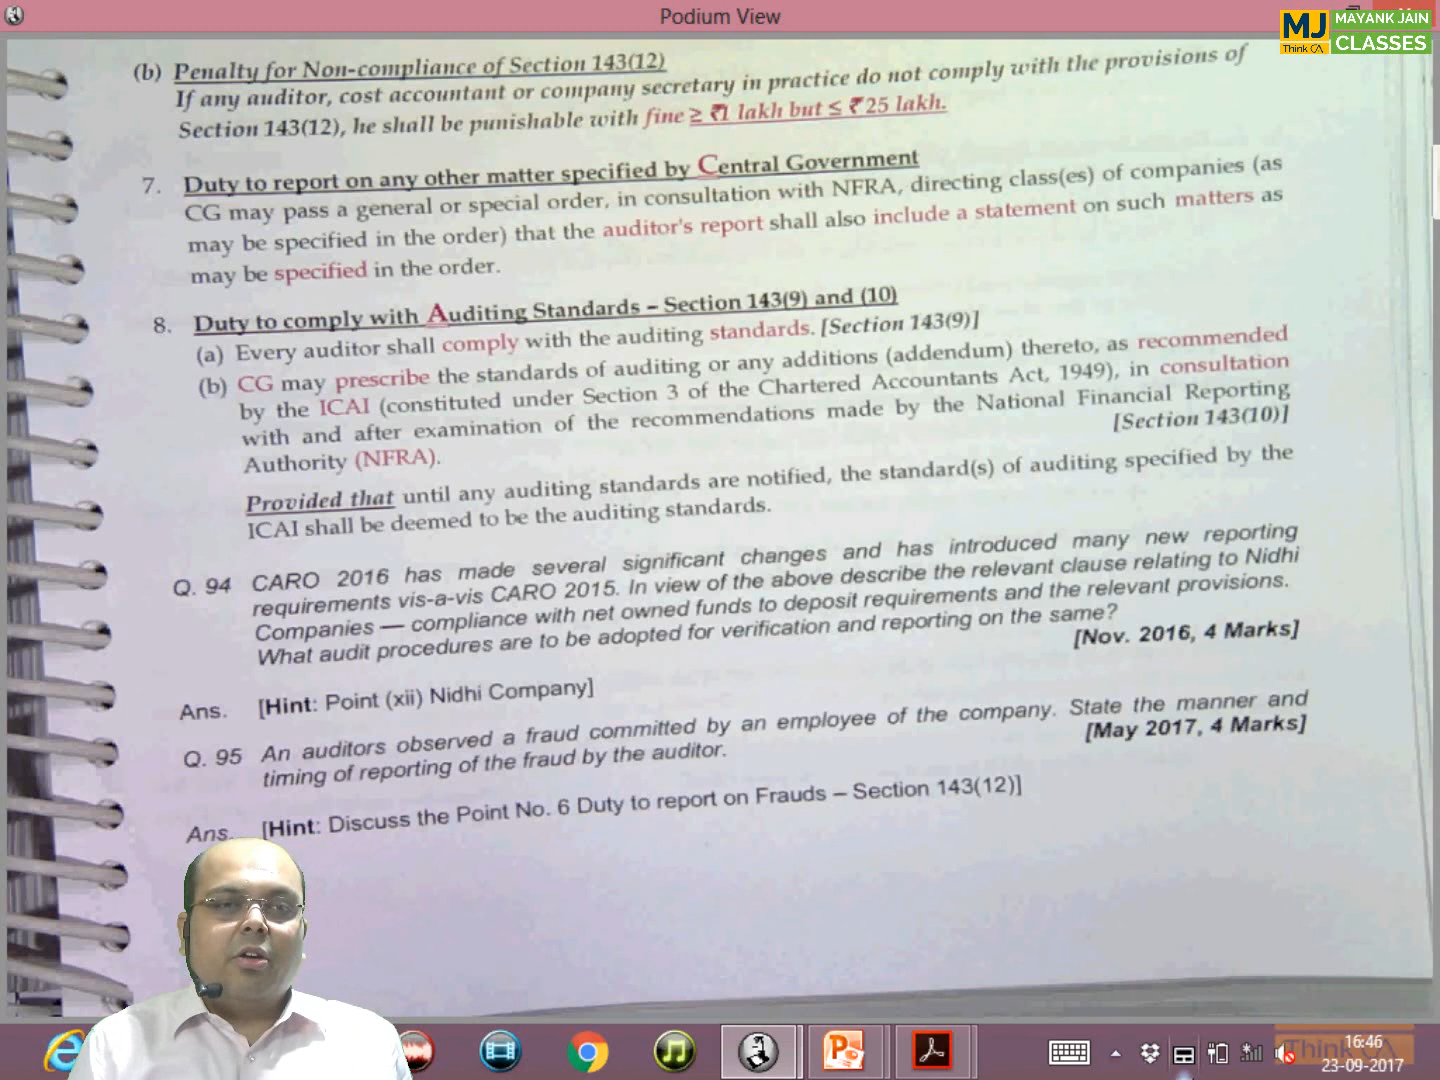 Podium View
MJ
Think CA
MAYANK JAIN
CLASSES
(b) Penalty for Non-compliance of Section 143(12)
If any auditor, cost accountant or company secretary in practice do not comply with the provisions of
Section 143(12), he shall be punishable with fine ≥ ₹1 lakh but ≤ ₹25 lakh.
7. Duty to report on any other matter specified by Central Government
CG may pass a general or special order, in consultation with NFRA, directing class(es) of companies (as
may be specified in the order) that the auditor's report shall also include a statement on such matters as
may be specified in the order.
8. Duty to comply with Auditing Standards – Section 143(9) and (10)
(a) Every auditor shall comply with the auditing standards. [Section 143(9)]
(b) CG may prescribe the standards of auditing or any additions (addendum) thereto, as recommended
by the ICAI (constituted under Section 3 of the Chartered Accountants Act, 1949), in consultation
with and after examination of the recommendations made by the National Financial Reporting
Authority (NFRA). [Section 143(10)]
Provided that until any auditing standards are notified, the standard(s) of auditing specified by the
ICAI shall be deemed to be the auditing standards.
Q. 94 CARO 2016 has made several significant changes and has introduced many new reporting
requirements vis-a-vis CARO 2015. In view of the above describe the relevant clause relating to Nidhi
Companies — compliance with net owned funds to deposit requirements and the relevant provisions.
What audit procedures are to be adopted for verification and reporting on the same?
[Nov. 2016, 4 Marks]
Ans. [Hint: Point (xii) Nidhi Company]
Q. 95 An auditors observed a fraud committed by an employee of the company. State the manner and
timing of reporting of the fraud by the auditor. [May 2017, 4 Marks]
Ans. [Hint: Discuss the Point No. 6 Duty to report on Frauds – Section 143(12)]
Think CA
16:46
23-09-2017